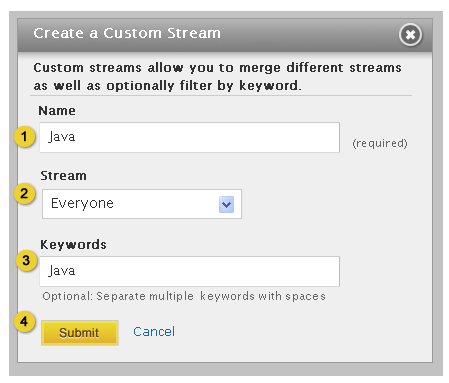 Create a Custom Stream
Custom streams allow you to merge different streams
as well as optionally filter by keyword.
Name
1 Java (required)
Stream
2 Everyone
Keywords
3 Java
Optional: Separate multiple keywords with spaces
4 Submit Cancel